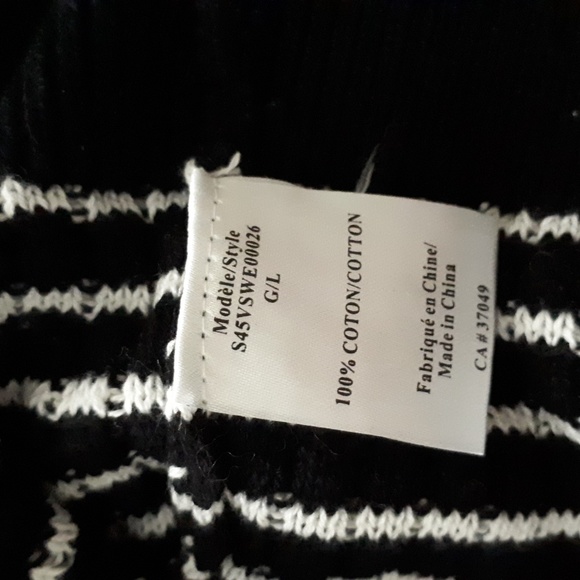 Modèle/Style
S45VSWE00026
G/L
100% COTON/COTTON
Fabriqué en Chine/
Made in China
CA # 37049